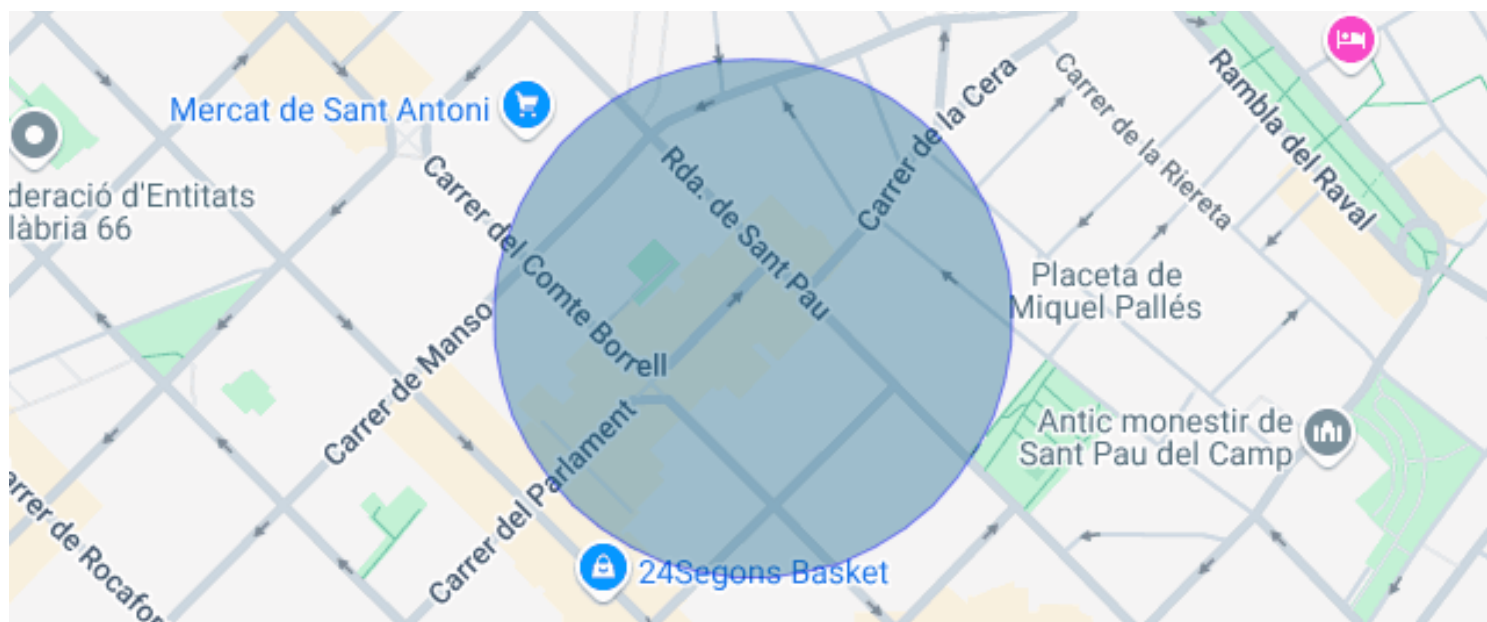 Mercat de Sant Antoni
deració d'Entitats
làbria 66
Carrer del Comte Borrell
Rda. de Sant Pau
Carrer de la Cera
Carrer de la Riereta
Rambla del Raval
Placeta de
Miquel Pallés
Carrer de Manso
Carrer del Parlament
Antic monestir de
Sant Pau del Camp
arrer de Rocafor
24Segons Basket